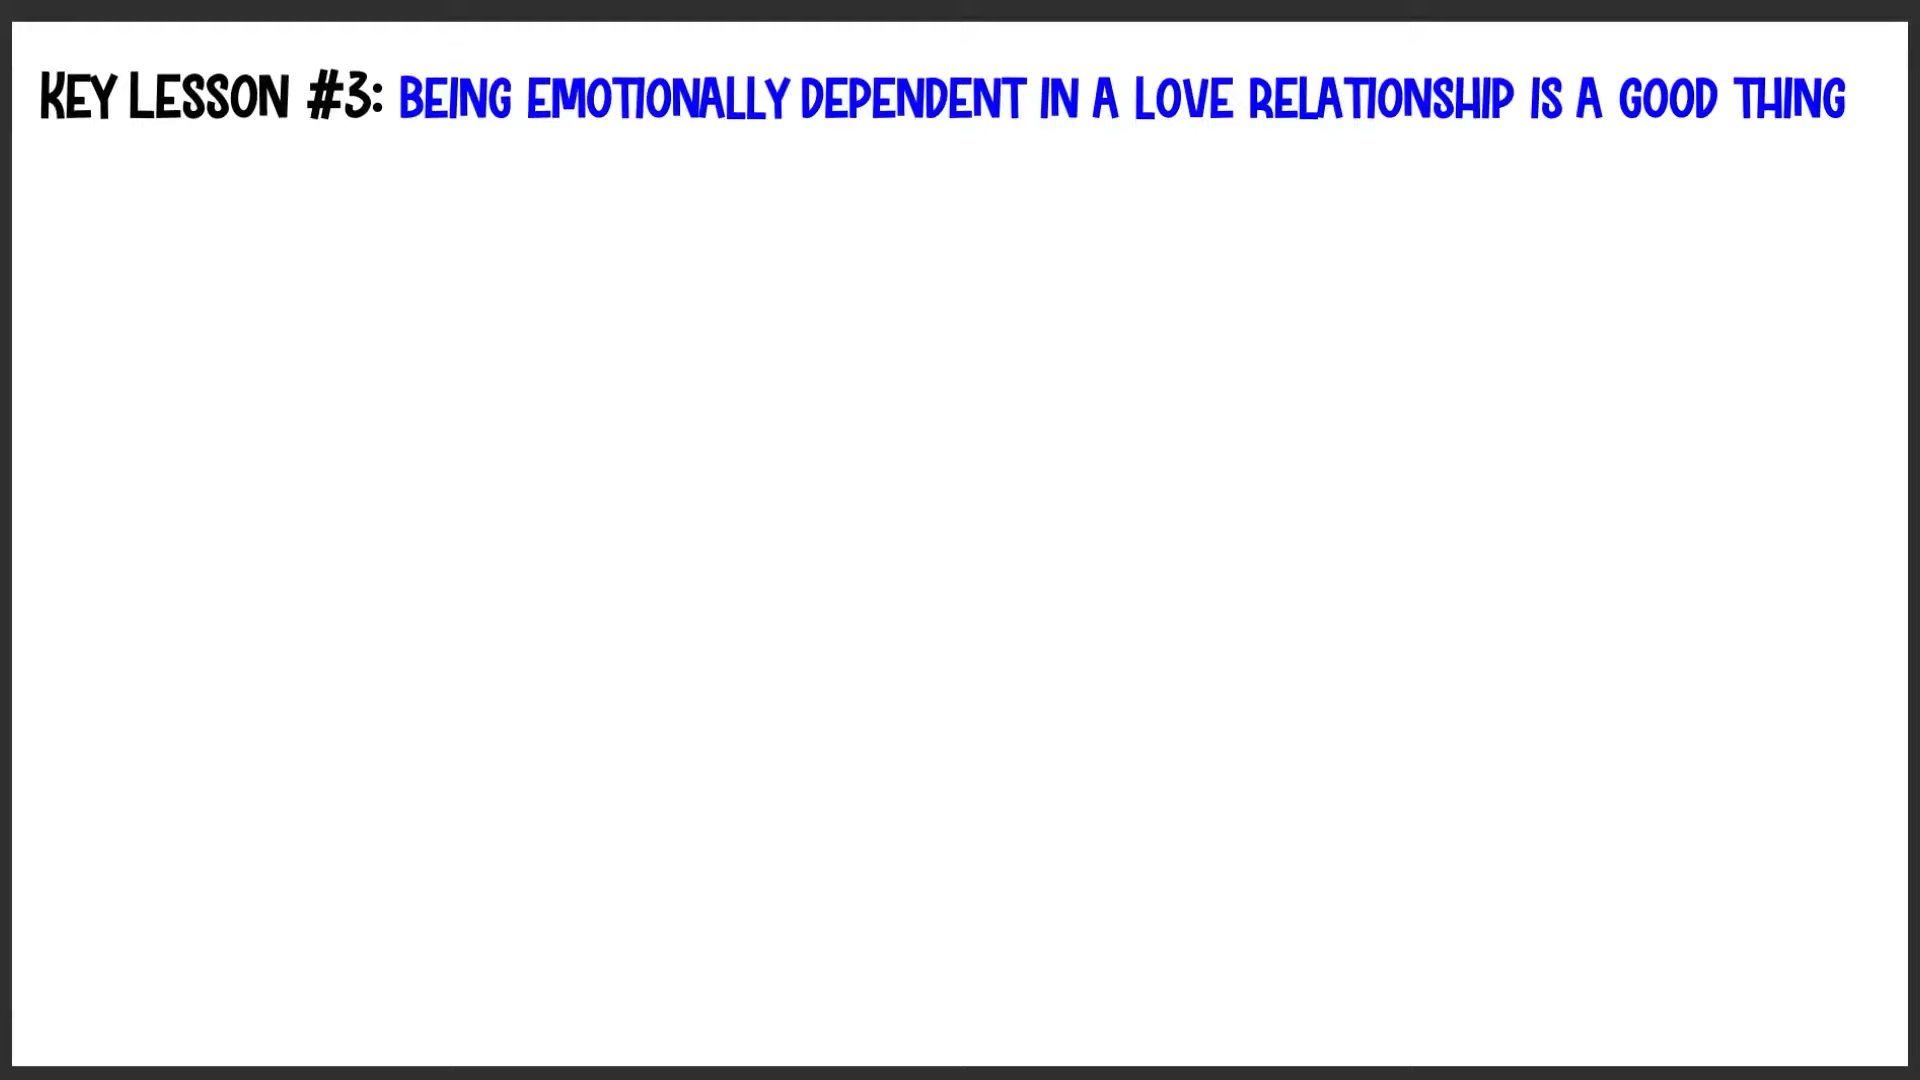 KEY LESSON #3: BEING EMOTIONALLY DEPENDENT IN A LOVE RELATIONSHIP IS A GOOD THING